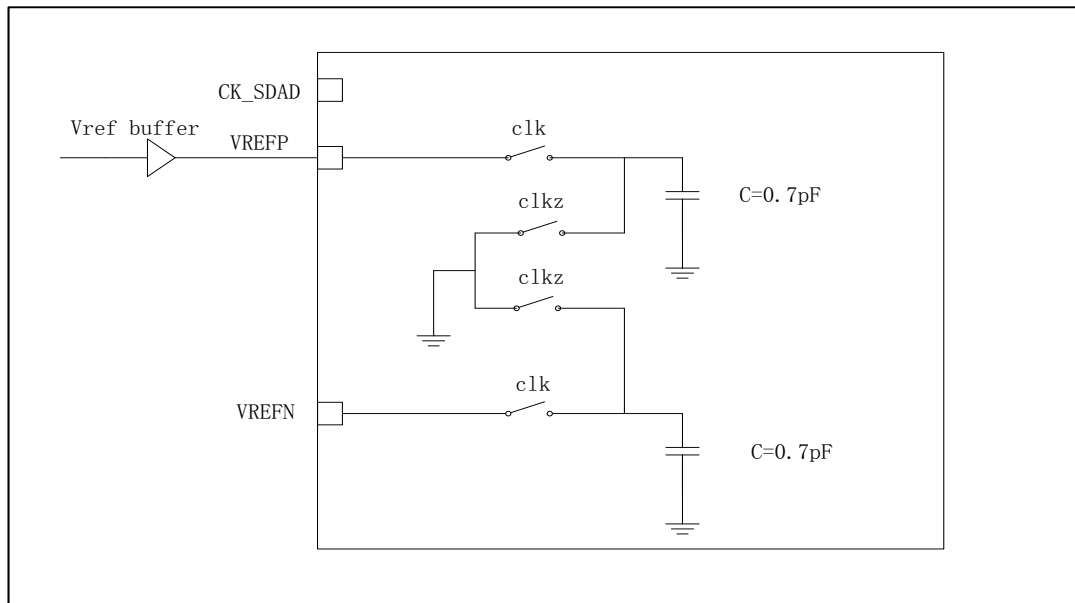 CK_SDAD
Vref buffer
VREFP
clk
C=0.7pF
clkz
clkz
clk
VREFN
C=0.7pF